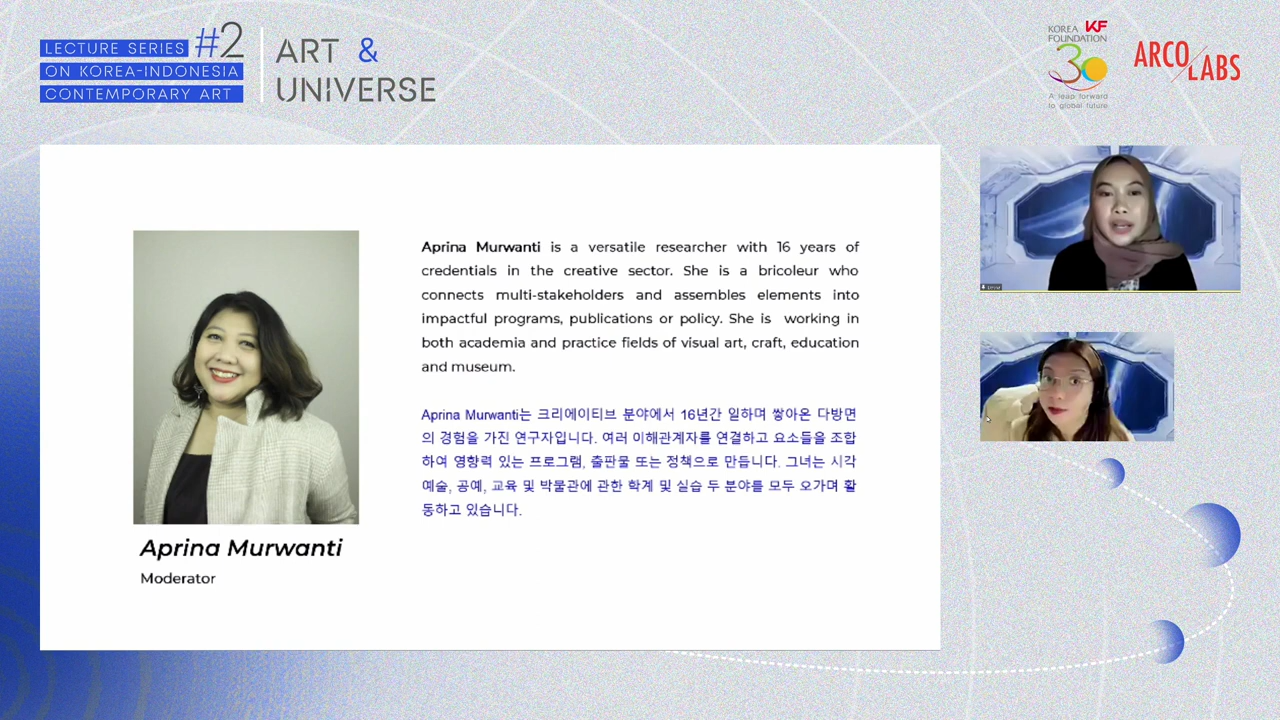 LECTURE SERIES #2
ON KOREA-INDONESIA
CONTEMPORARY ART
ART &
UNIVERSE
KOREA KF
FOUNDATION
30
A leap forward
to global future
ARCO
LABS
Aprina Murwanti is a versatile researcher with 16 years of
credentials in the creative sector. She is a bricoleur who
connects multi-stakeholders and assembles elements into
impactful programs, publications or policy. She is working in
both academia and practice fields of visual art, craft, education
and museum.
Aprina Murwanti는 크리에이티브 분야에서 16년간 일하며 쌓아온 다방면
의 경험을 가진 연구자입니다. 여러 이해관계자를 연결하고 요소들을 조합
하여 영향력 있는 프로그램, 출판물 또는 정책으로 만듭니다. 그녀는 시각
예술, 공예, 교육 및 박물관에 관한 학계 및 실습 두 분야를 모두 오가며 활
동하고 있습니다.
Aprina Murwanti
Moderator